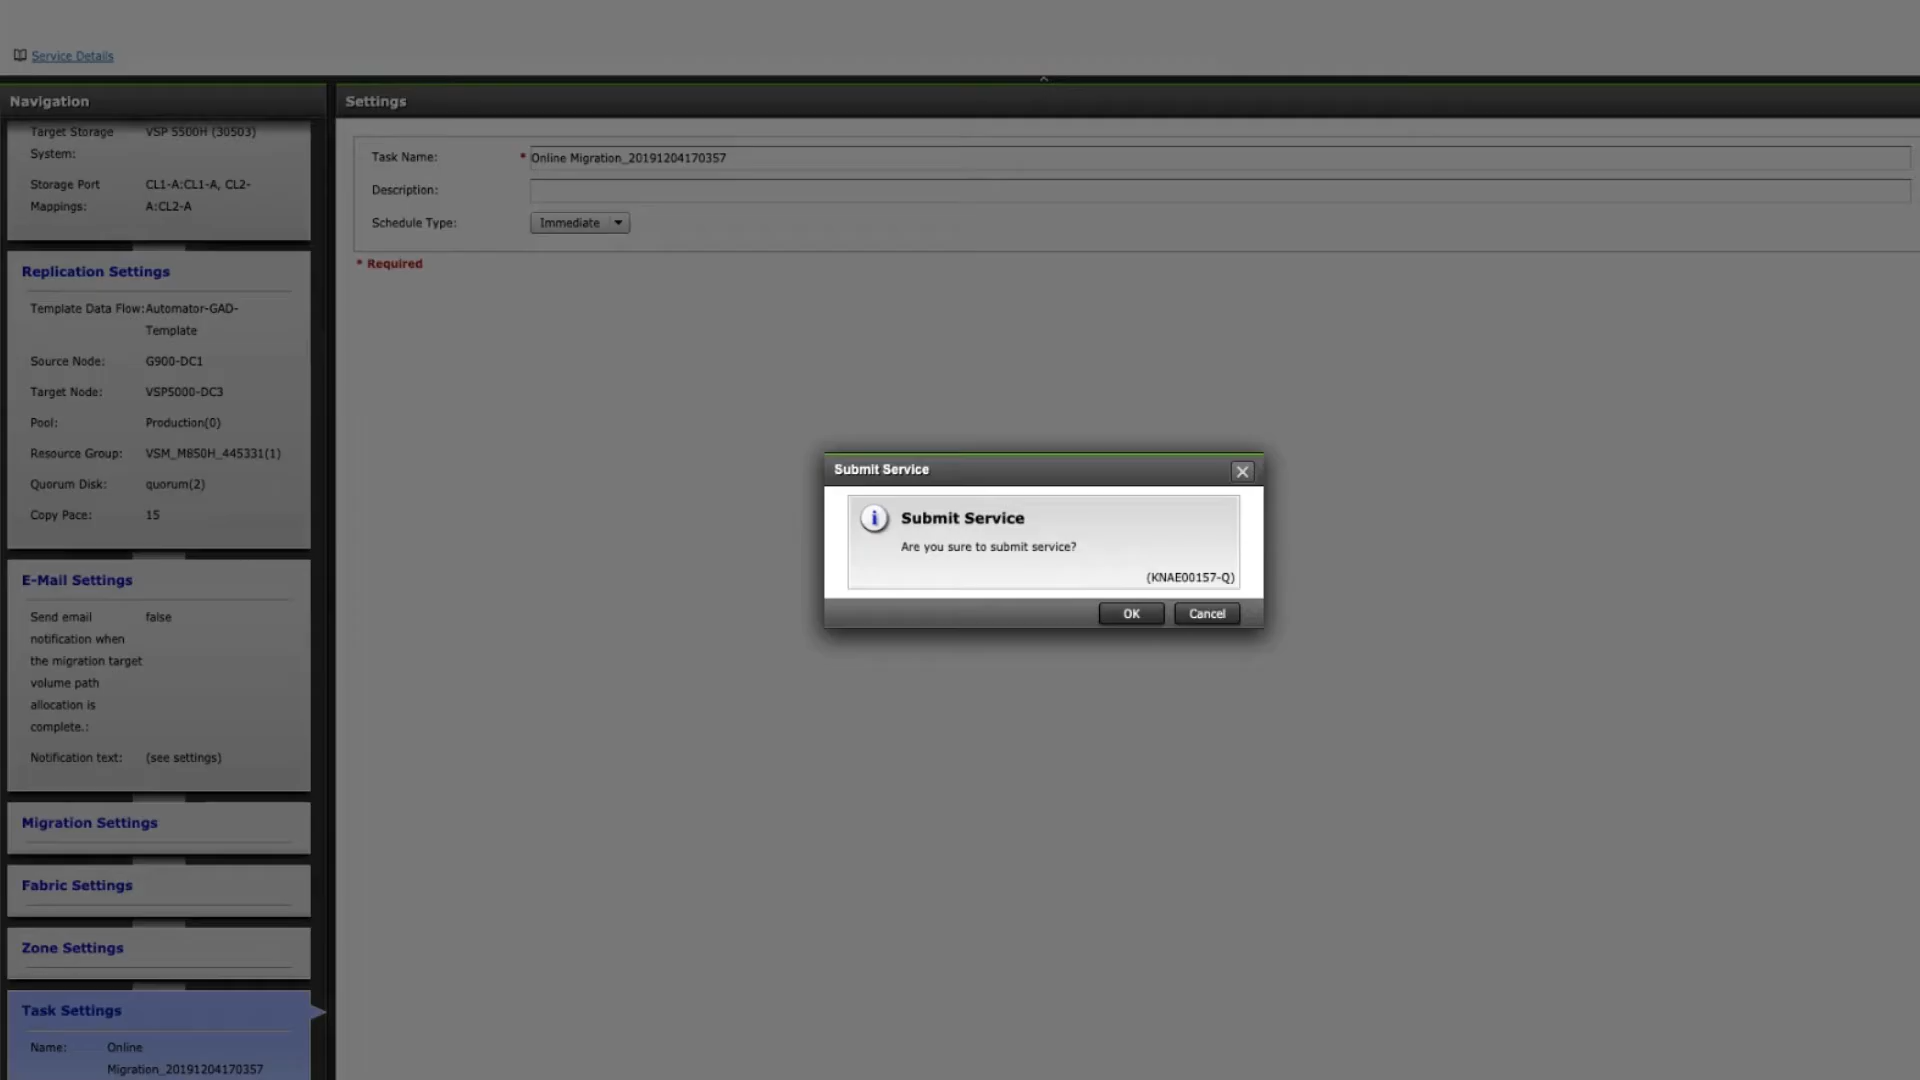 Service Details
Navigation
Target Storage System: VSP 5500H (30503)
Storage Port Mappings: CL1-A:CL1-A, CL2-A:CL2-A
Replication Settings
Template Data Flow: Automator-GAD-Template
Source Node: G900-DC1
Target Node: VSP5000-DC3
Pool: Production(0)
Resource Group: VSM_M850H_445331(1)
Quorum Disk: quorum(2)
Copy Pace: 15
E-Mail Settings
Send email notification when the migration target volume path allocation is complete.: false
Notification text: (see settings)
Migration Settings
Fabric Settings
Zone Settings
Task Settings
Name: Online Migration_20191204170357
Settings
Task Name: * Online Migration_20191204170357
Description:
Schedule Type: Immediate
* Required
Submit Service
Submit Service
Are you sure to submit service?
(KNAE00157-Q)
OK Cancel